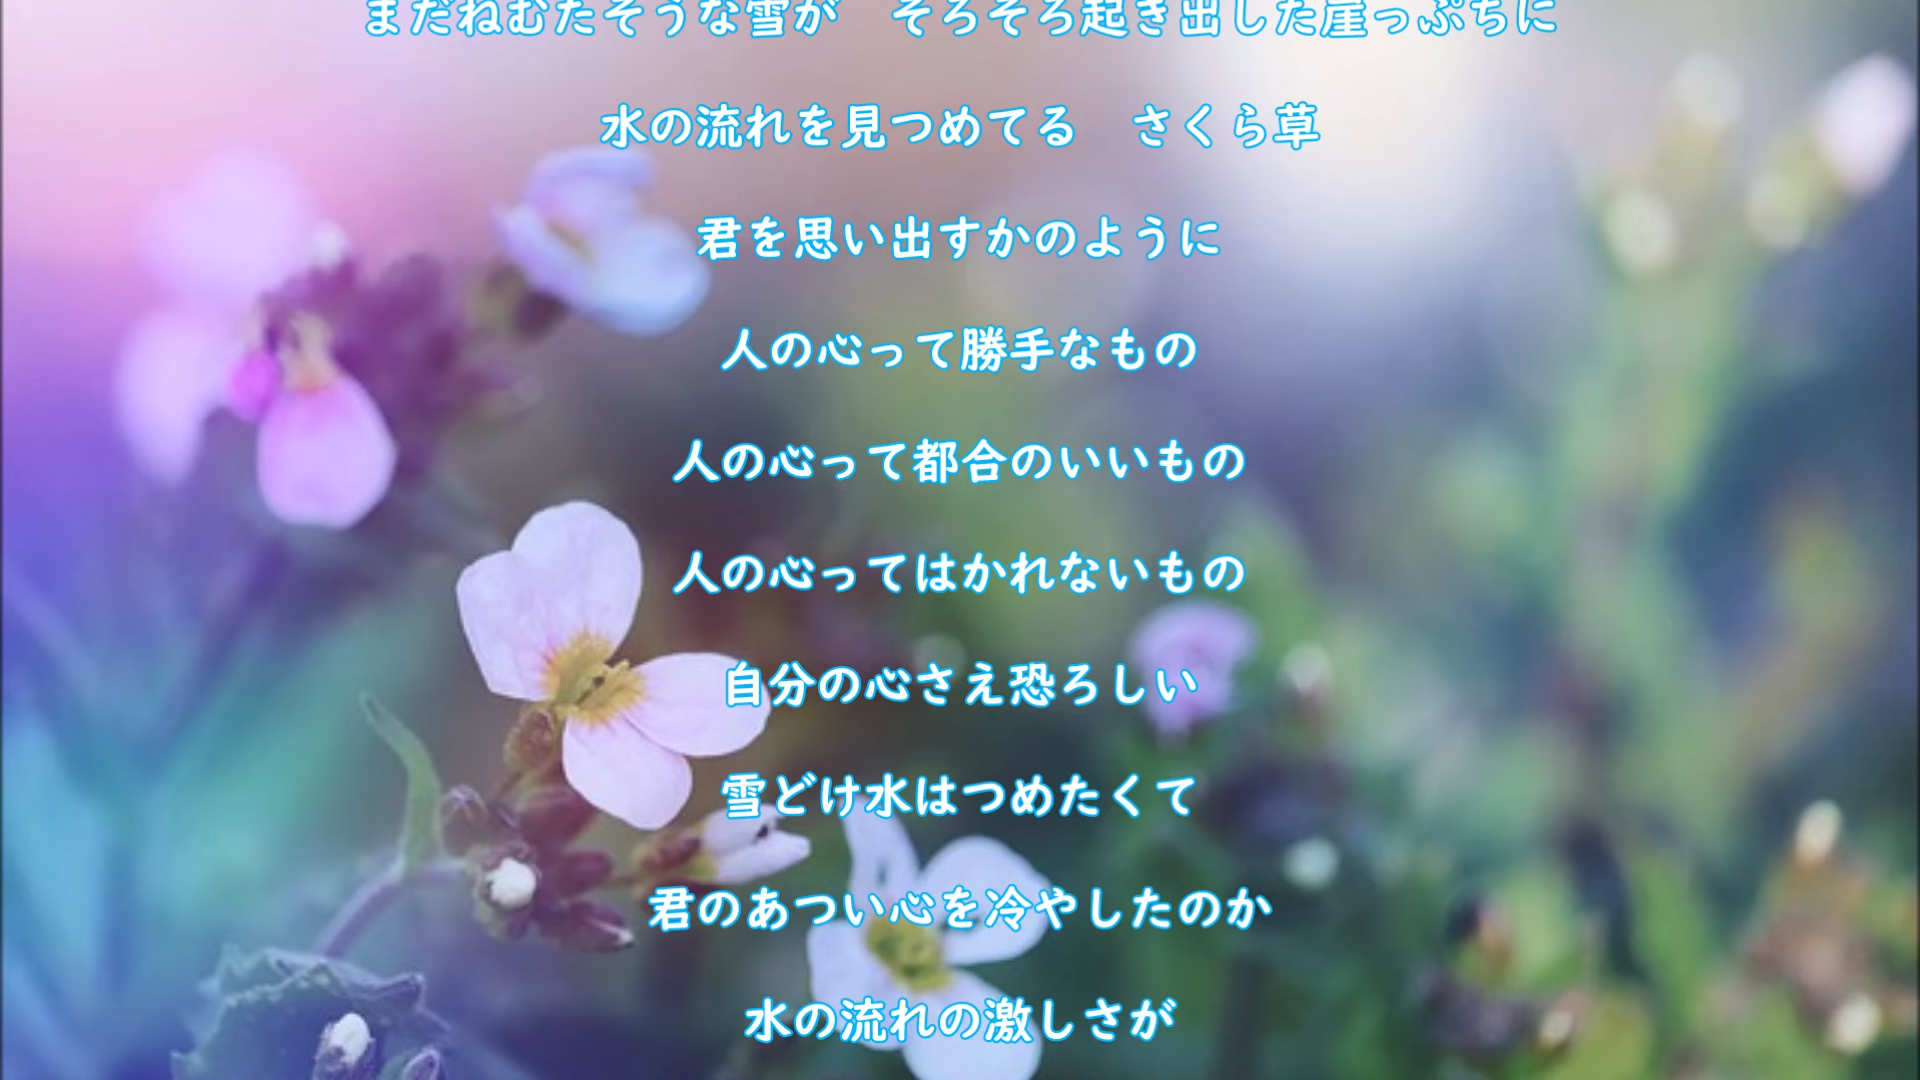 まだねむたそうな雪が　そろそろ起き出した崖っぷちに
水の流れを見つめてる　さくら草
君を思い出すかのように
人の心って勝手なもの
人の心って都合のいいもの
人の心ってはかれないもの
自分の心さえ恐ろしい
雪どけ水はつめたくて
君のあつい心を冷やしたのか
水の流れの激しさが